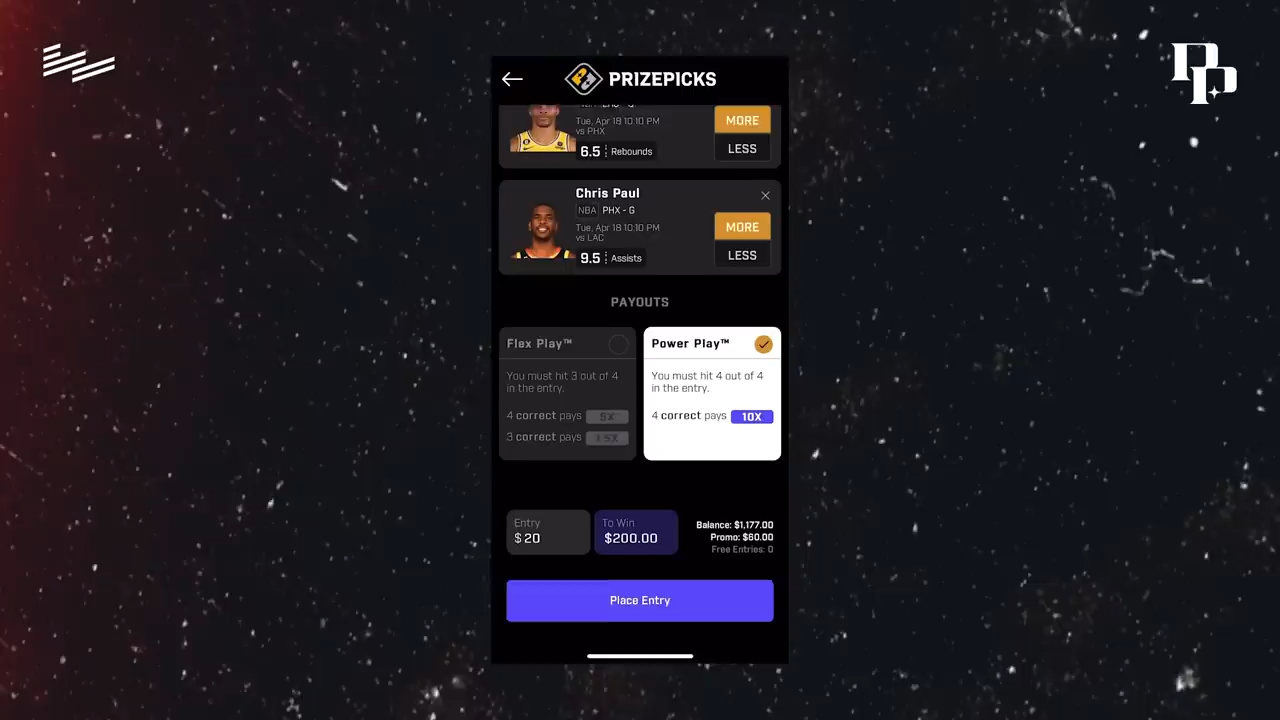 PRIZEPICKS
Tue, Apr 18 10:10 PM
vs PHX
6.5 Rebounds
MORE
LESS
Chris Paul
NBA PHX - G
Tue, Apr 18 10:10 PM
vs LAC
9.5 Assists
MORE
LESS
PAYOUTS
Flex Play™
You must hit 3 out of 4
in the entry.
4 correct pays 5X
3 correct pays 1.5X
Power Play™
You must hit 4 out of 4
in the entry.
4 correct pays 10X
Entry
$ 20
To Win
$200.00
Balance: $1,177.00
Promo: $60.00
Free Entries: 0
Place Entry